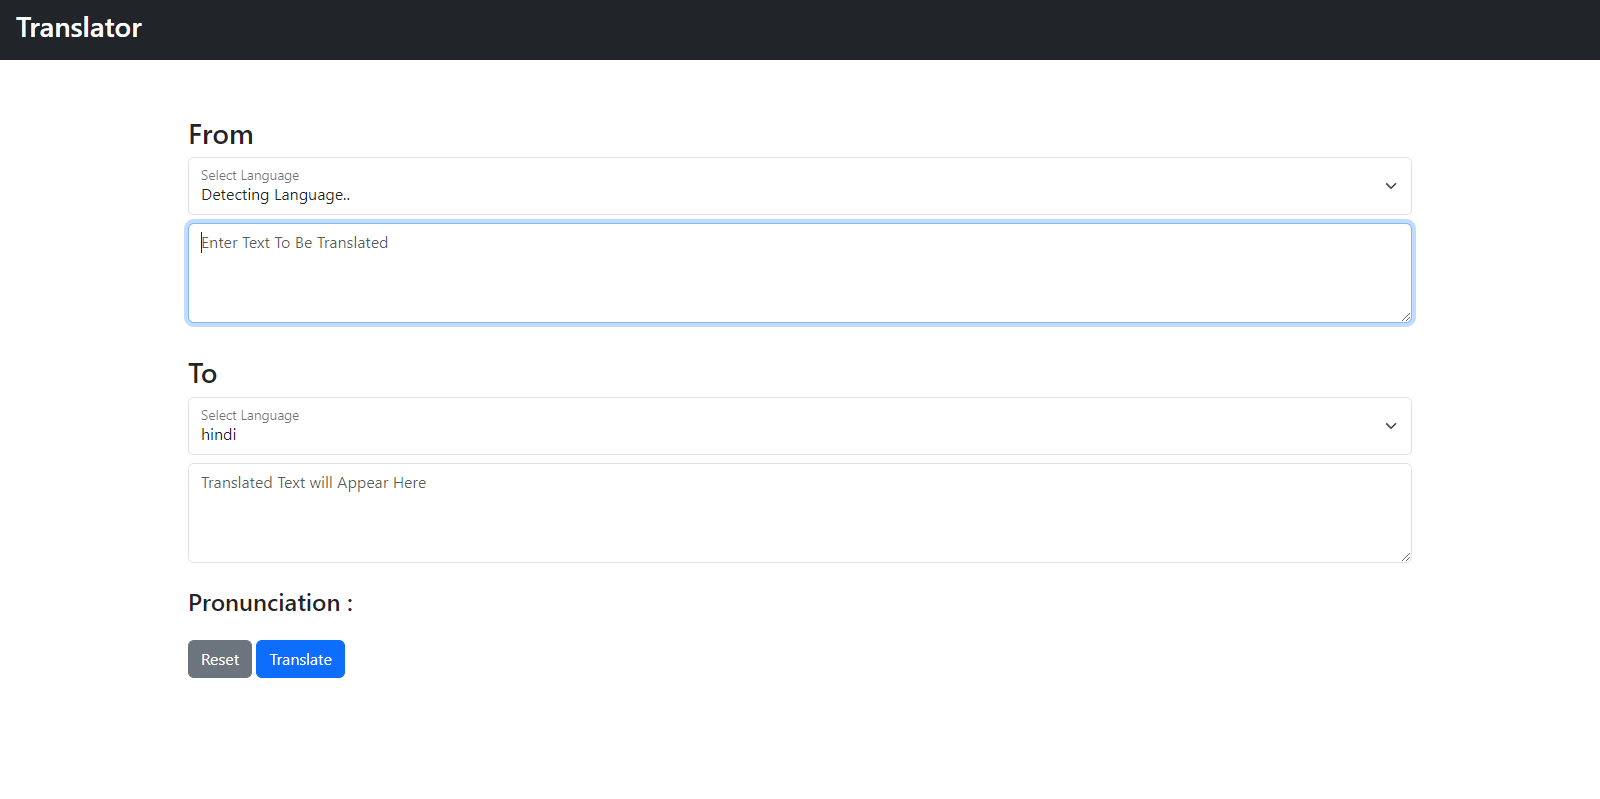 Translator
From
Select Language
Detecting Language..
Enter Text To Be Translated
To
Select Language
hindi
Translated Text will Appear Here
Pronunciation :
Reset Translate